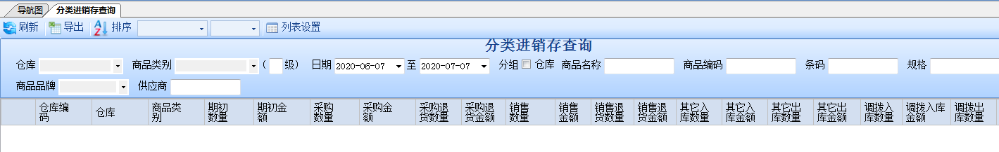 导航图 分类进销存查询
刷新 导出 排序 列表设置
分类进销存查询
仓库 商品类别 ( 级) 日期 2020-06-07 至 2020-07-07 分组 仓库 商品名称 商品编码 条码 规格
商品品牌 供应商
仓库编码 仓库 商品类别 期初数量 期初金额 采购数量 采购金额 采购退货数量 采购退货金额 销售数量 销售金额 销售退货数量 销售退货金额 其它入库数量 其它入库金额 其它出库数量 其它出库金额 调拨入库数量 调拨入库金额 调拨出库数量